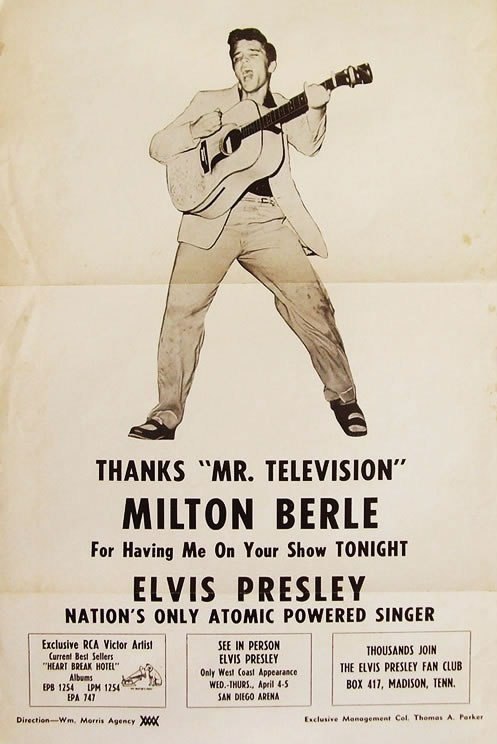 THANKS "MR. TELEVISION"
MILTON BERLE
For Having Me On Your Show TONIGHT
ELVIS PRESLEY
NATION'S ONLY ATOMIC POWERED SINGER
Exclusive RCA Victor Artist
Current Best Sellers
"HEART BREAK HOTEL"
Albums
EPB 1254 LPM 1254
EPA 747
SEE IN PERSON
ELVIS PRESLEY
Only West Coast Appearance
WED.-THURS., April 4-5
SAN DIEGO ARENA
THOUSANDS JOIN
THE ELVIS PRESLEY FAN CLUB
BOX 417, MADISON, TENN.
Direction—Wm. Morris Agency
Exclusive Management Col. Thomas A. Parker